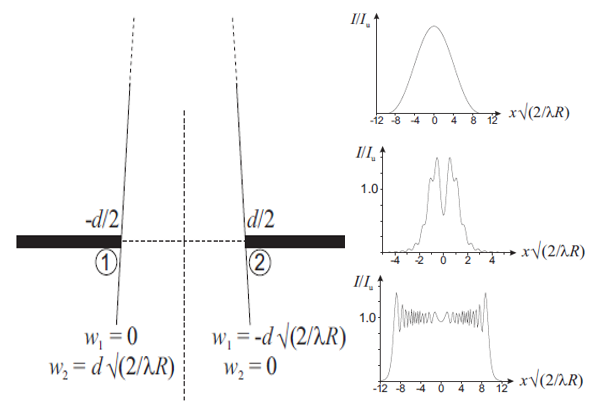 -d/2
d/2
1
2
w₁ = 0
w₂ = d √(2/λR)
w₁ = -d√(2/λR)
w₂ = 0
I/Iᵤ
-12 -8 -4 0 4 8 12
x√(2/λR)
I/Iᵤ
1.0
-4 -2 0 2 4
x√(2/λR)
I/Iᵤ
1.0
-12 -8 -4 0 4 8 12
x√(2/λR)